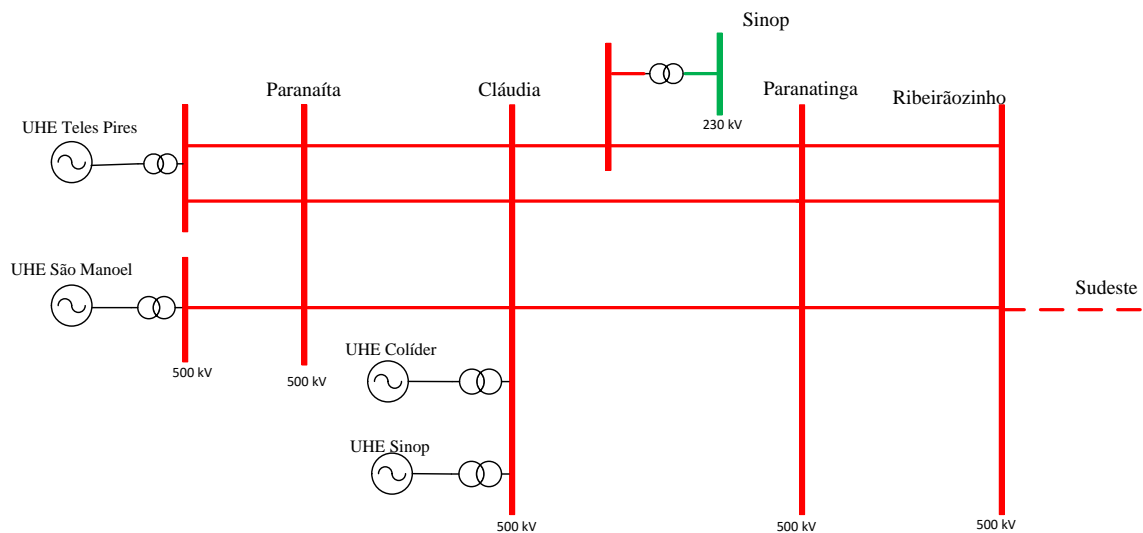 Sinop
Paranaíta
Cláudia
Paranatinga
Ribeirãozinho
UHE Teles Pires
230 kV
UHE São Manoel
Sudeste
UHE Colíder
500 kV
500 kV
UHE Sinop
500 kV
500 kV
500 kV